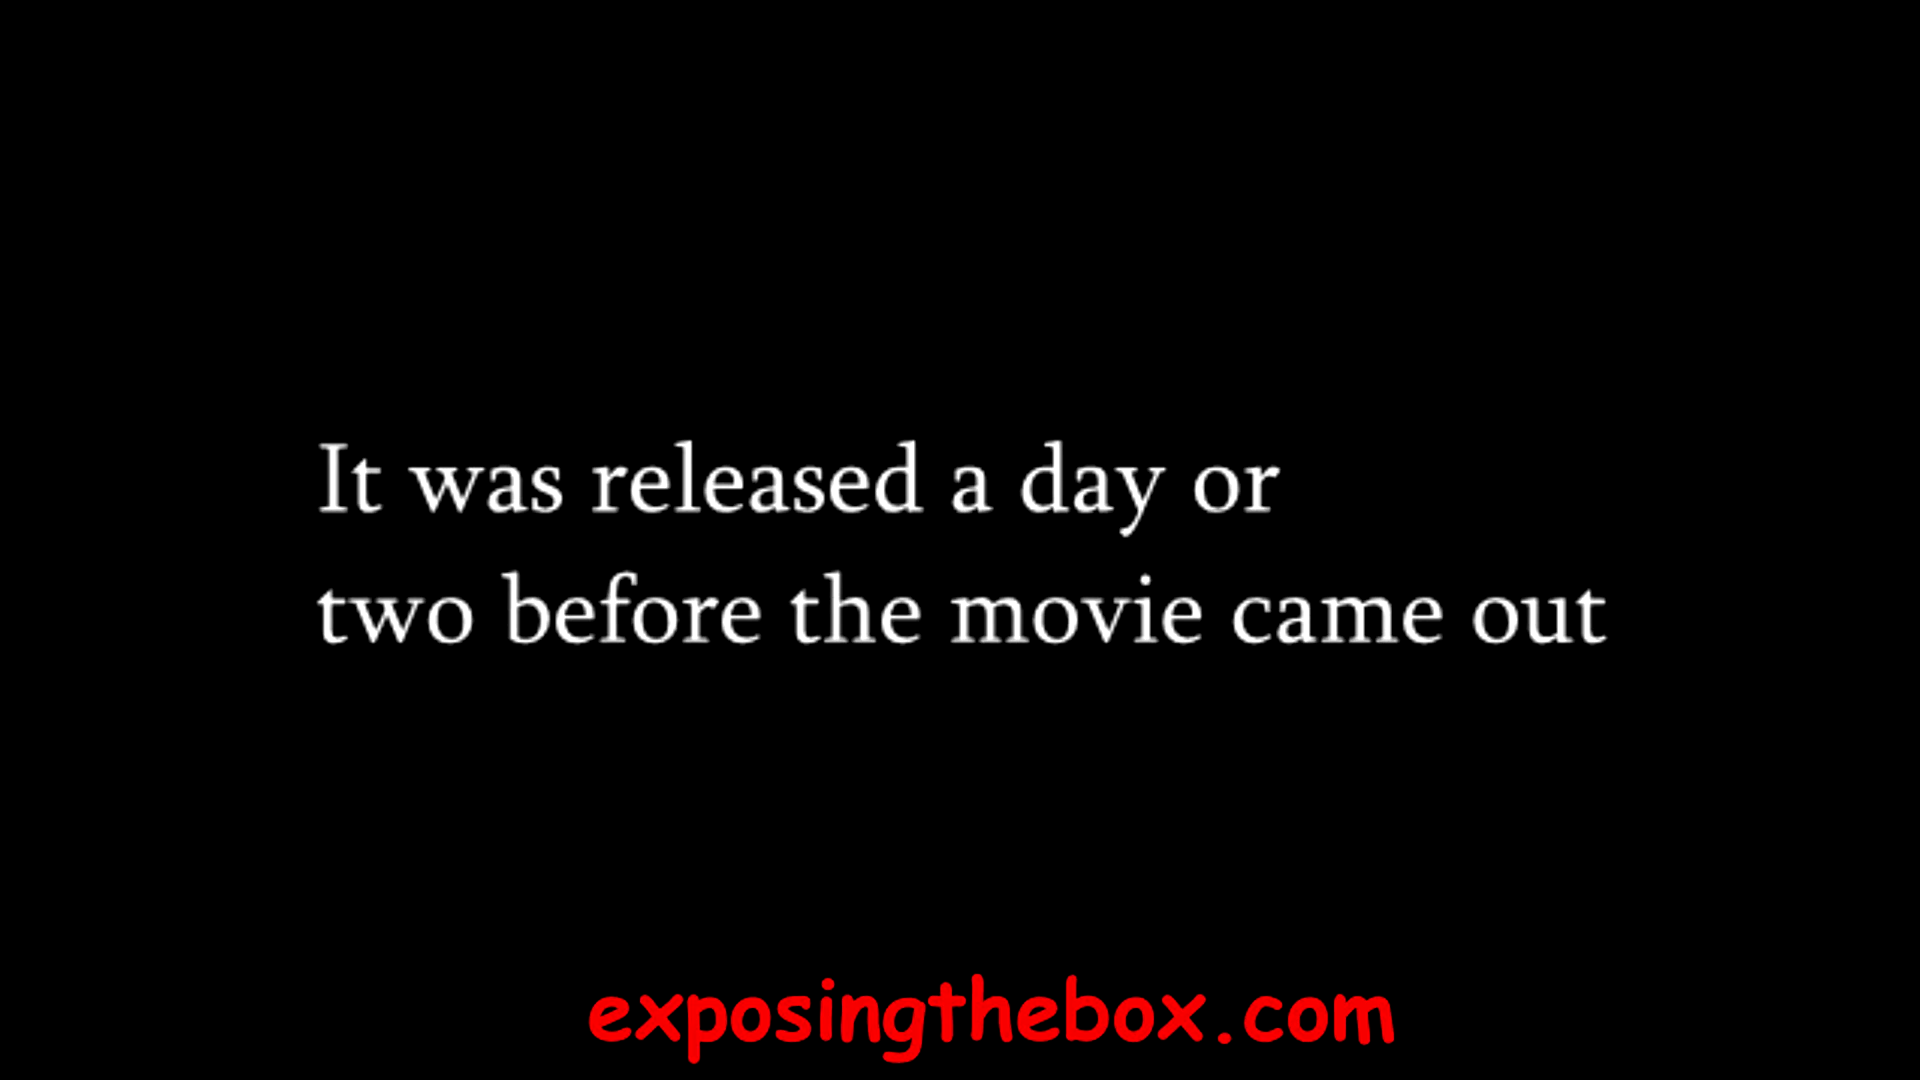 It was released a day or
two before the movie came out
exposingthebox.com